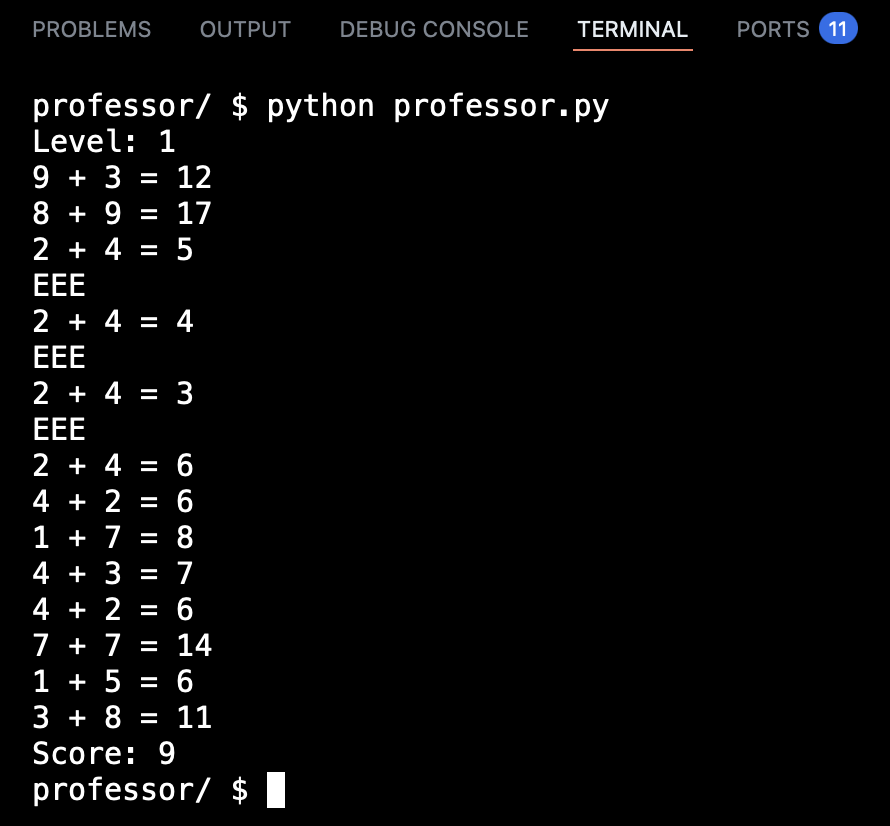 PROBLEMS OUTPUT DEBUG CONSOLE TERMINAL PORTS 11
professor/ $ python professor.py
Level: 1
9 + 3 = 12
8 + 9 = 17
2 + 4 = 5
EEE
2 + 4 = 4
EEE
2 + 4 = 3
EEE
2 + 4 = 6
4 + 2 = 6
1 + 7 = 8
4 + 3 = 7
4 + 2 = 6
7 + 7 = 14
1 + 5 = 6
3 + 8 = 11
Score: 9
professor/ $